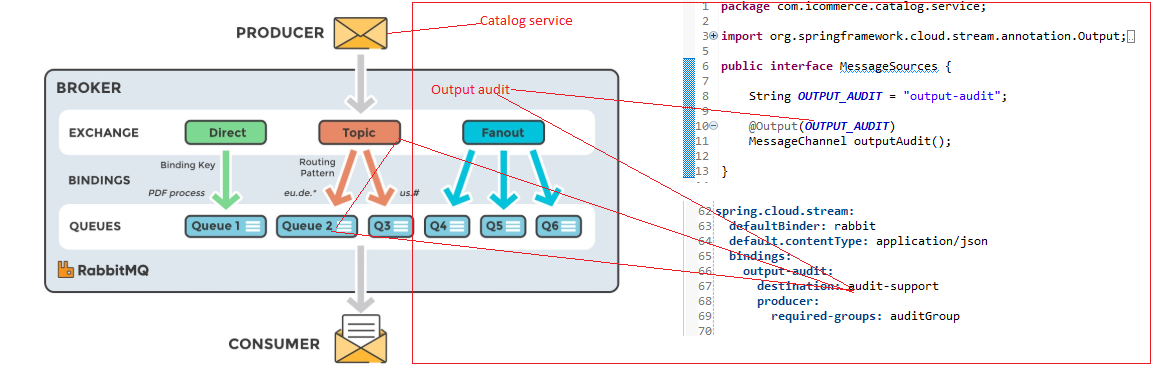 PRODUCER
Catalog service
BROKER
Output audit
EXCHANGE
Direct
Topic
Fanout
Binding Key
Routing
Pattern
BINDINGS
PDF process
eu.de.*
us.#
QUEUES
Queue 1
Queue 2
Q3
Q4
Q5
Q6
RabbitMQ
CONSUMER
1 package com.icommerce.catalog.service;
2
3 import org.springframework.cloud.stream.annotation.Output;
5
6 public interface MessageSources {
7
8 String OUTPUT_AUDIT = "output-audit";
9
10 @Output(OUTPUT_AUDIT)
11 MessageChannel outputAudit();
12
13 }
62 spring.cloud.stream:
63 defaultBinder: rabbit
64 default.contentType: application/json
65 bindings:
66 output-audit:
67 destination: audit-support
68 producer:
69 required-groups: auditGroup
70